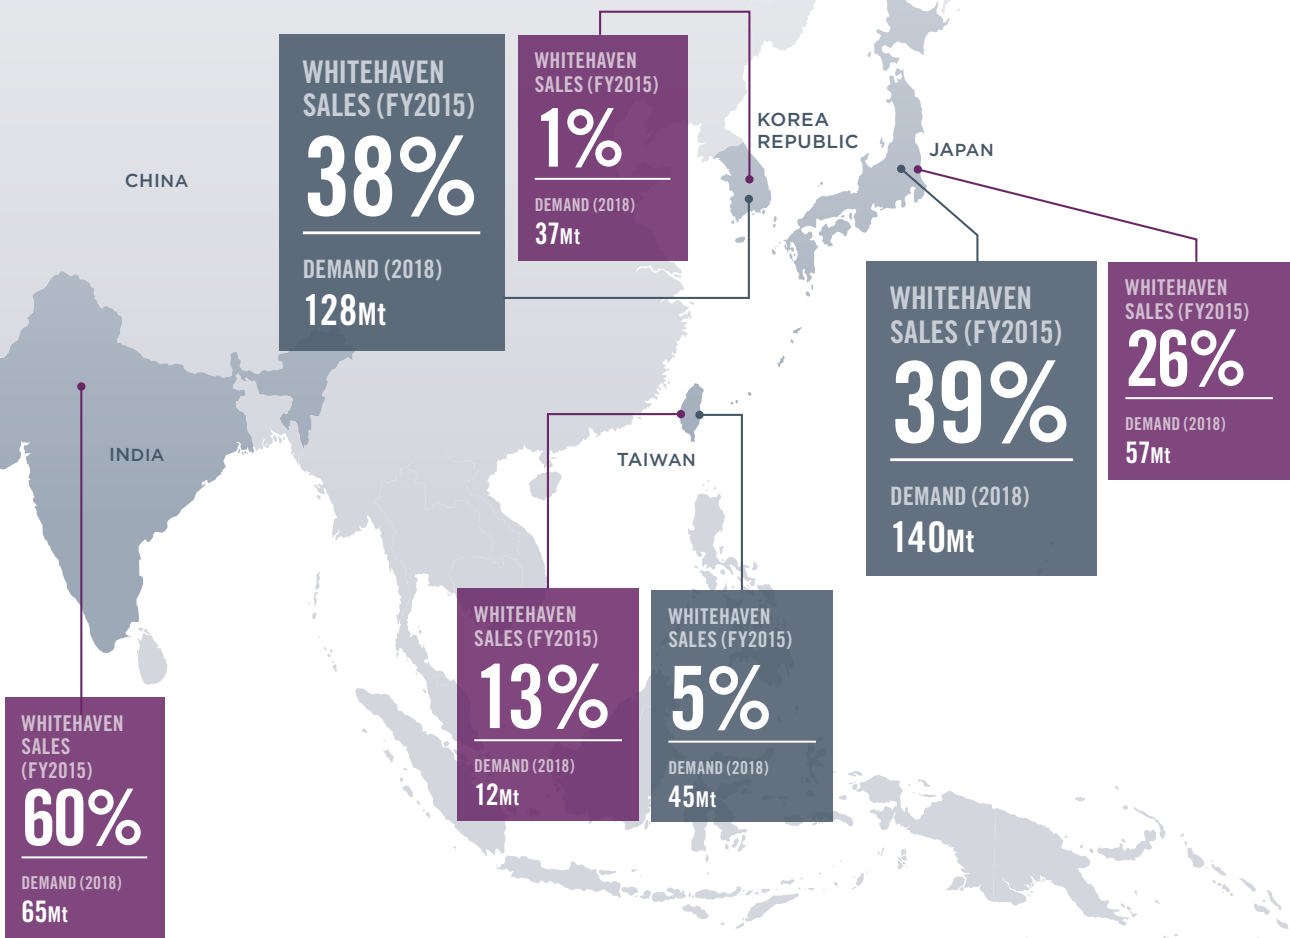 WHITEHAVEN
SALES (FY2015)
38%
DEMAND (2018)
128Mt
WHITEHAVEN
SALES (FY2015)
1%
DEMAND (2018)
37Mt
KOREA
REPUBLIC
JAPAN
CHINA
WHITEHAVEN
SALES (FY2015)
39%
DEMAND (2018)
140Mt
WHITEHAVEN
SALES (FY2015)
26%
DEMAND (2018)
57Mt
INDIA
TAIWAN
WHITEHAVEN
SALES (FY2015)
13%
DEMAND (2018)
12Mt
WHITEHAVEN
SALES (FY2015)
5%
DEMAND (2018)
45Mt
WHITEHAVEN
SALES
(FY2015)
60%
DEMAND (2018)
65Mt